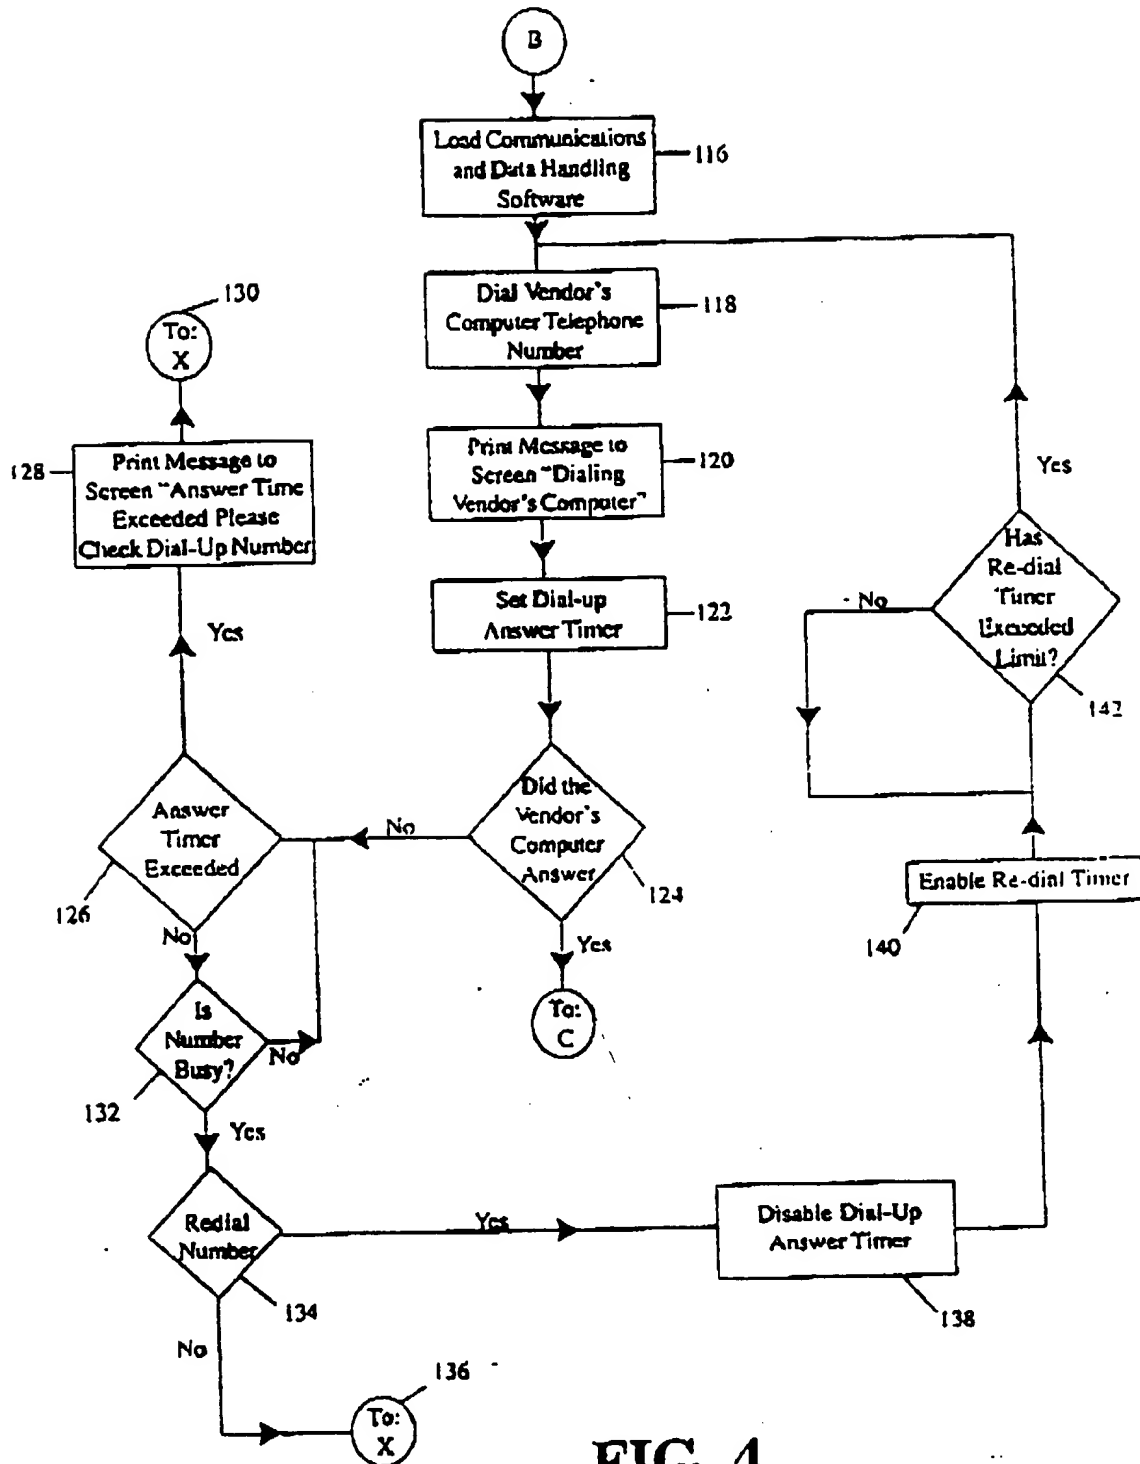 B
Load Communications
and Data Handling
Software
116
Dial Vendor's
Computer Telephone
Number
118
130
To:
X
Print Message to
Screen "Dialing
Vendor's Computer"
120
128
Print Message to
Screen "Answer Time
Exceeded Please
Check Dial-Up Number
Yes
Set Dial-up
Answer Timer
122
Yes
Has
Re-dial
Timer
Exceeded
Limit?
142
No
Did the
Vendor's
Computer
Answer
124
No
Answer
Timer
Exceeded
126
No
Yes
To:
C
Enable Re-dial Timer
140
Is
Number
Busy?
No
132
Yes
Redial
Number
134
Yes
Disable Dial-Up
Answer Timer
138
No
136
To:
X
FIG. 4